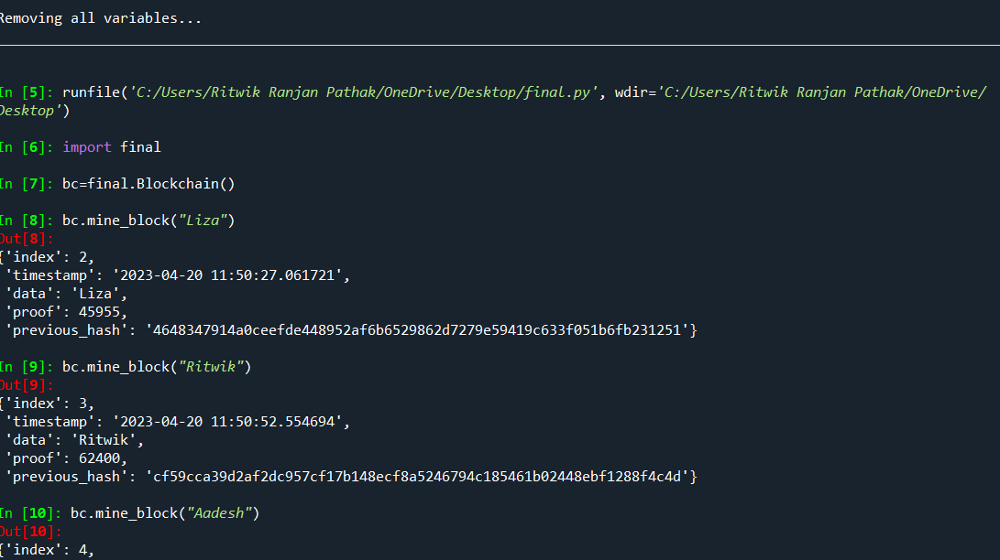 Removing all variables...
In [5]: runfile('C:/Users/Ritwik Ranjan Pathak/OneDrive/Desktop/final.py', wdir='C:/Users/Ritwik Ranjan Pathak/OneDrive/
Desktop')
In [6]: import final
In [7]: bc=final.Blockchain()
In [8]: bc.mine_block("Liza")
Out[8]:
{'index': 2,
'timestamp': '2023-04-20 11:50:27.061721',
'data': 'Liza',
'proof': 45955,
'previous_hash': '4648347914a0ceefde448952af6b6529862d7279e59419c633f051b6fb231251'}
In [9]: bc.mine_block("Ritwik")
Out[9]:
{'index': 3,
'timestamp': '2023-04-20 11:50:52.554694',
'data': 'Ritwik',
'proof': 62400,
'previous_hash': 'cf59cca39d2af2dc957cf17b148ecf8a5246794c185461b02448ebf1288f4c4d'}
In [10]: bc.mine_block("Aadesh")
Out[10]:
{'index': 4,